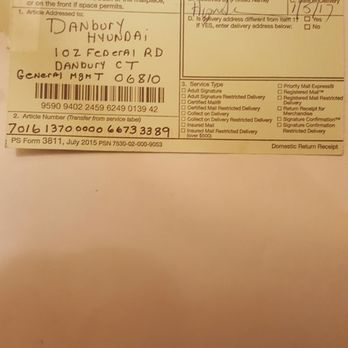 or on the front if space permits.
1. Article Addressed to:
DANBURY
HYUNDAi
102 Federal RD
DANBURY CT
General MGMT 06810
9590 9402 2459 6249 0139 42
2. Article Number (Transfer from service label)
7016 1370 0000 6673 3389
PS Form 3811, July 2015 PSN 7530-02-000-9053
D. Is delivery address different from item 1? Yes
If YES, enter delivery address below: No
3. Service Type
Adult Signature
Adult Signature Restricted Delivery
Certified Mail®
Certified Mail Restricted Delivery
Collect on Delivery
Collect on Delivery Restricted Delivery
Insured Mail
Insured Mail Restricted Delivery
(over $500)
Priority Mail Express®
Registered Mail™
Registered Mail Restricted
Delivery
Return Receipt for
Merchandise
Signature Confirmation™
Signature Confirmation
Restricted Delivery
Domestic Return Receipt